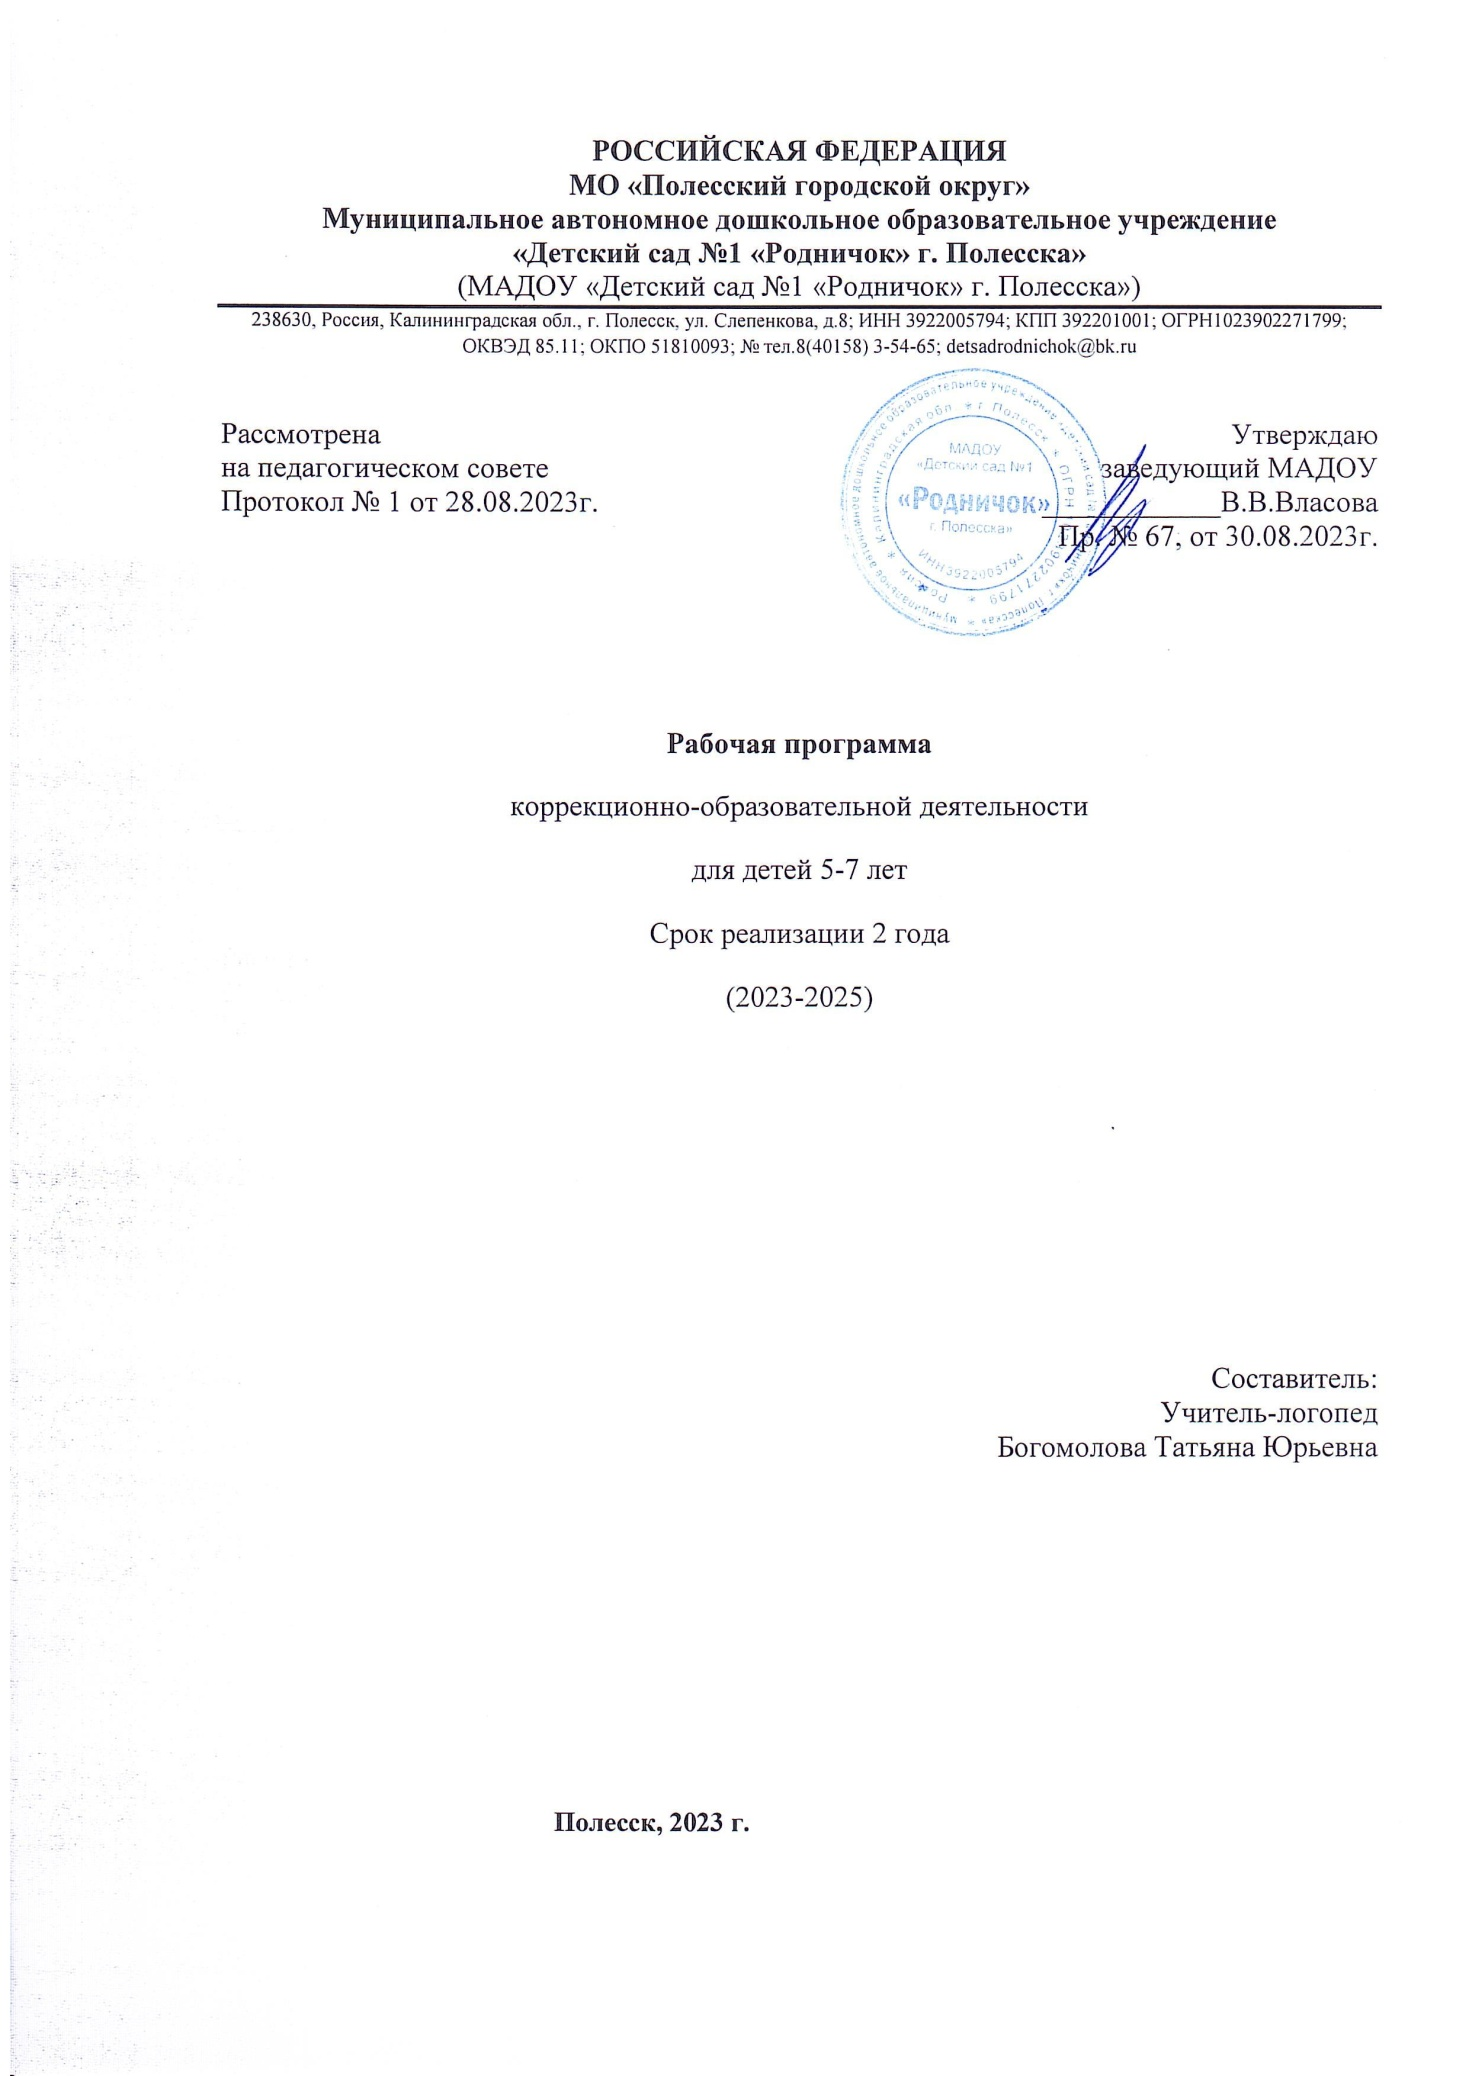 РОССИЙСКАЯ ФЕДЕРАЦИЯ
МО «Полесский городской округ»
Муниципальное автономное дошкольное образовательное учреждение
«Детский сад №1 «Родничок» г. Полесска»
(МАДОУ «Детский сад №1 «Родничок» г. Полесска»)
238630, Россия, Калининградская обл., г. Полесск, ул. Слепенкова, д.8; ИНН 3922005794; КПП 392201001; ОГРН1023902271799;
ОКВЭД 85.11; ОКПО 51810093; № тел.8(40158) 3-54-65; detsadrodnichok@bk.ru
Рассмотрена
на педагогическом совете
Протокол № 1 от 28.08.2023г.
Утверждаю
заведующий МАДОУ
____________В.В.Власова
Пр. № 67, от 30.08.2023г.
МАДОУ
«Детский сад №1
«Родничок»
г. Полесска»
ИНН3922005794
Рабочая программа
коррекционно-образовательной деятельности
для детей 5-7 лет
Срок реализации 2 года
(2023-2025)
Составитель:
Учитель-логопед
Богомолова Татьяна Юрьевна
Полесск, 2023 г.